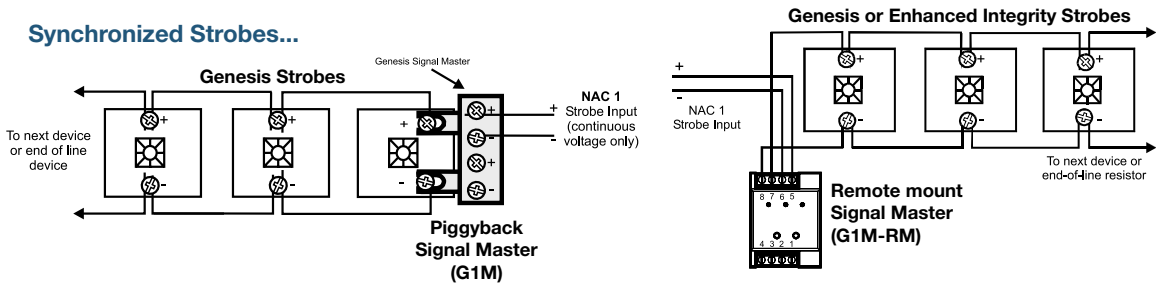 Synchronized Strobes...
Genesis Signal Master
Genesis Strobes
NAC 1
+ Strobe Input
(continuous
- voltage only)
To next device
or end of line
device
+
+
+
-
-
-
+
-
+
-
Piggyback
Signal Master
(G1M)
Genesis or Enhanced Integrity Strobes
+
-
NAC 1
Strobe Input
+
+
+
-
-
-
To next device or
end-of-line resistor
8 7 6 5
4 3 2 1
Remote mount
Signal Master
(G1M-RM)